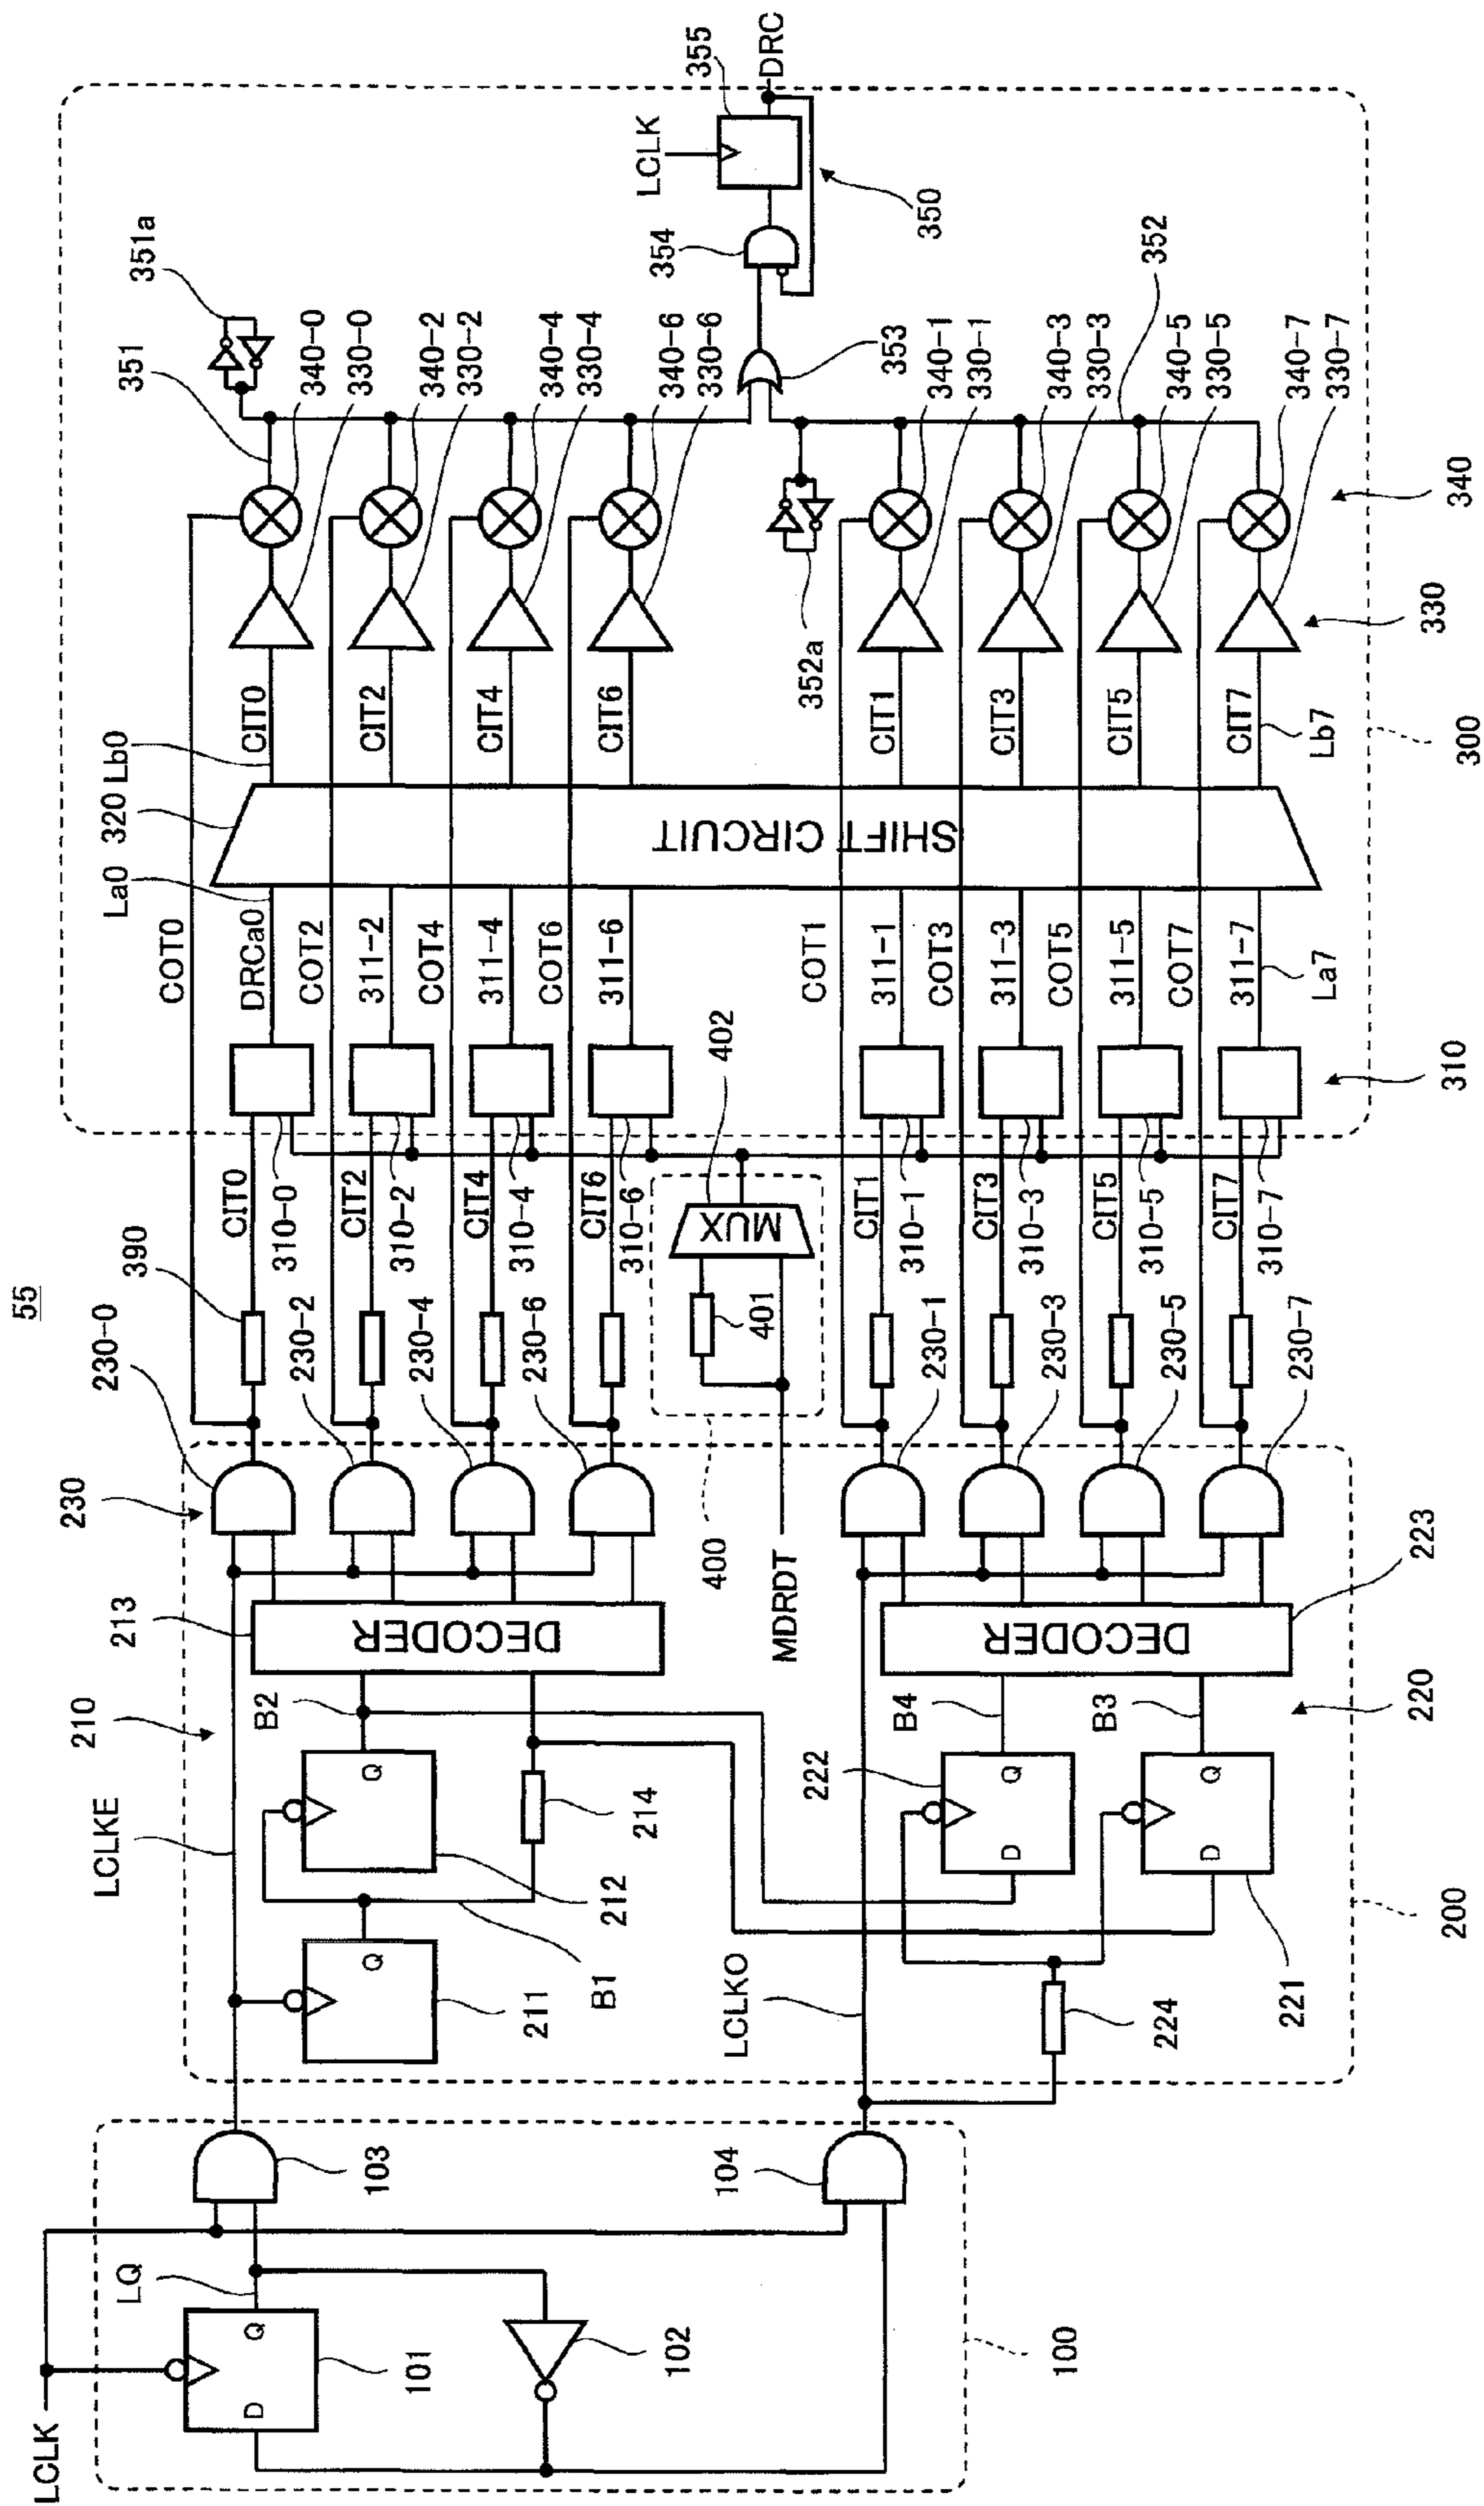 55
LCLK
LQ
D
Q
101
102
103
104
100
LCLKE
210
Q
211
B1
Q
212
B2
214
213
DECODER
LCLKO
224
D
Q
221
D
Q
222
B4
B3
220
223
DECODER
200
230
230-0
230-2
230-4
230-6
230-1
230-3
230-5
230-7
390
MDRDT
400
401
402
MUX
CIT0
310-0
CIT2
310-2
CIT4
310-4
CIT6
310-6
CIT1
310-1
CIT3
310-3
CIT5
310-5
CIT7
310-7
310
COT0
DRCa0
COT2
311-2
COT4
311-4
COT6
311-6
COT1
311-1
COT3
311-3
COT5
311-5
COT7
311-7
La0
La7
320
SHIFT CIRCUIT
Lb0
Lb7
CIT0
CIT2
CIT4
CIT6
CIT1
CIT3
CIT5
CIT7
300
330
340
352a
351
351a
340-0
330-0
340-2
330-2
340-4
330-4
340-6
330-6
353
340-1
330-1
340-3
330-3
340-5
330-5
340-7
330-7
352
354
350
LCLK
355
DRC